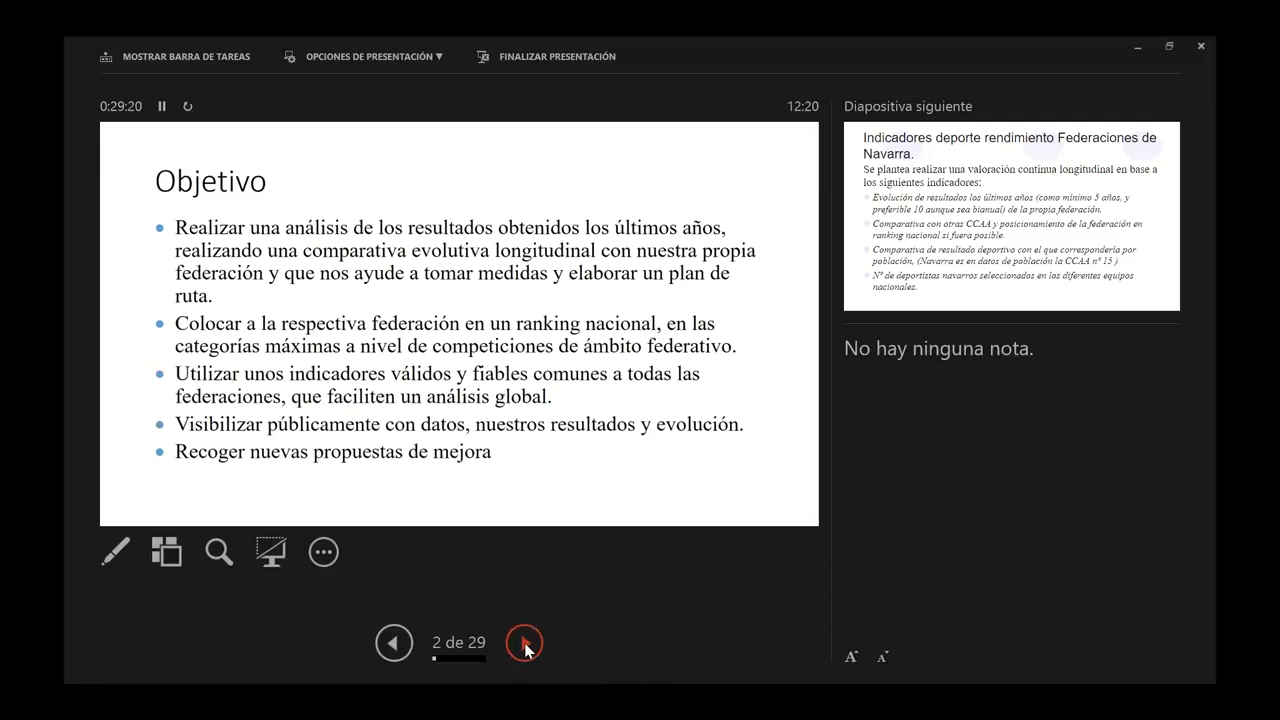 MOSTRAR BARRA DE TAREAS
OPCIONES DE PRESENTACIÓN ▼
FINALIZAR PRESENTACIÓN
0:29:20
12:20
Objetivo
Realizar una análisis de los resultados obtenidos los últimos años,
realizando una comparativa evolutiva longitudinal con nuestra propia
federación y que nos ayude a tomar medidas y elaborar un plan de
ruta.
Colocar a la respectiva federación en un ranking nacional, en las
categorías máximas a nivel de competiciones de ámbito federativo.
Utilizar unos indicadores válidos y fiables comunes a todas las
federaciones, que faciliten un análisis global.
Visibilizar públicamente con datos, nuestros resultados y evolución.
Recoger nuevas propuestas de mejora
2 de 29
Diapositiva siguiente
Indicadores deporte rendimiento Federaciones de
Navarra.
Se plantea realizar una valoración continua longitudinal en base a
los siguientes indicadores:
Evolución de resultados los últimos años (como mínimo 5 años, y
preferible 10 aunque sea bianual) de la propia federación.
Comparativa con otras CCAA y posicionamiento de la federación en
ranking nacional si fuera posible.
Comparativa de resultado deportivo con el que correspondería por
población, (Navarra es en datos de población la CCAA nº 15 )
Nº de deportistas navarros seleccionados en los diferentes equipos
nacionales.
No hay ninguna nota.
A A